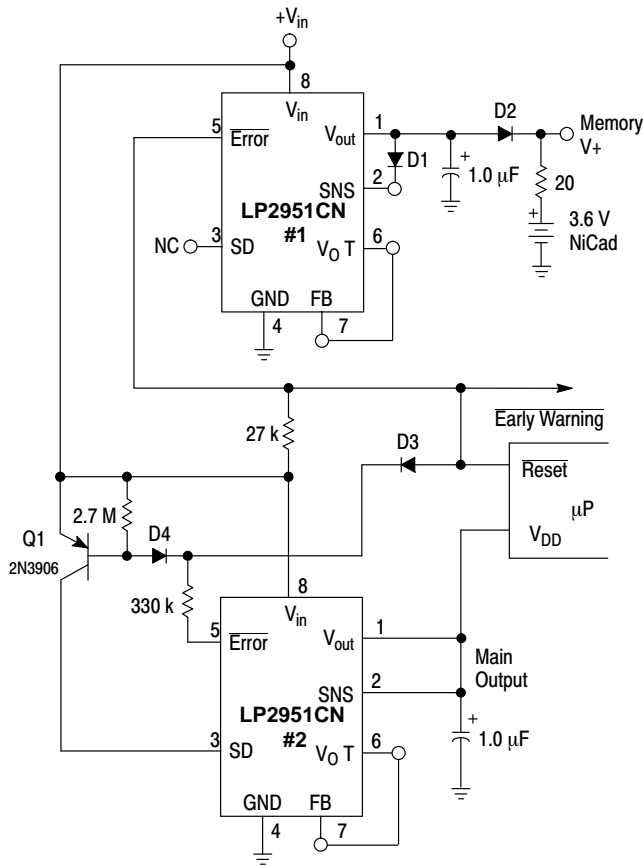 +Vin
8
Vin
5
Error
Vout
1
D2
Memory
V+
D1
+
1.0 µF
20
SNS
2
LP2951CN
#1
NC
3
SD
VO T
6
+
3.6 V
NiCad
GND
FB
4
7
27 k
Early Warning
D3
Reset
µP
VDD
2.7 M
D4
Q1
2N3906
330 k
8
Vin
5
Error
Vout
1
Main
Output
SNS
2
LP2951CN
#2
3
SD
VO T
6
+
1.0 µF
GND
FB
4
7